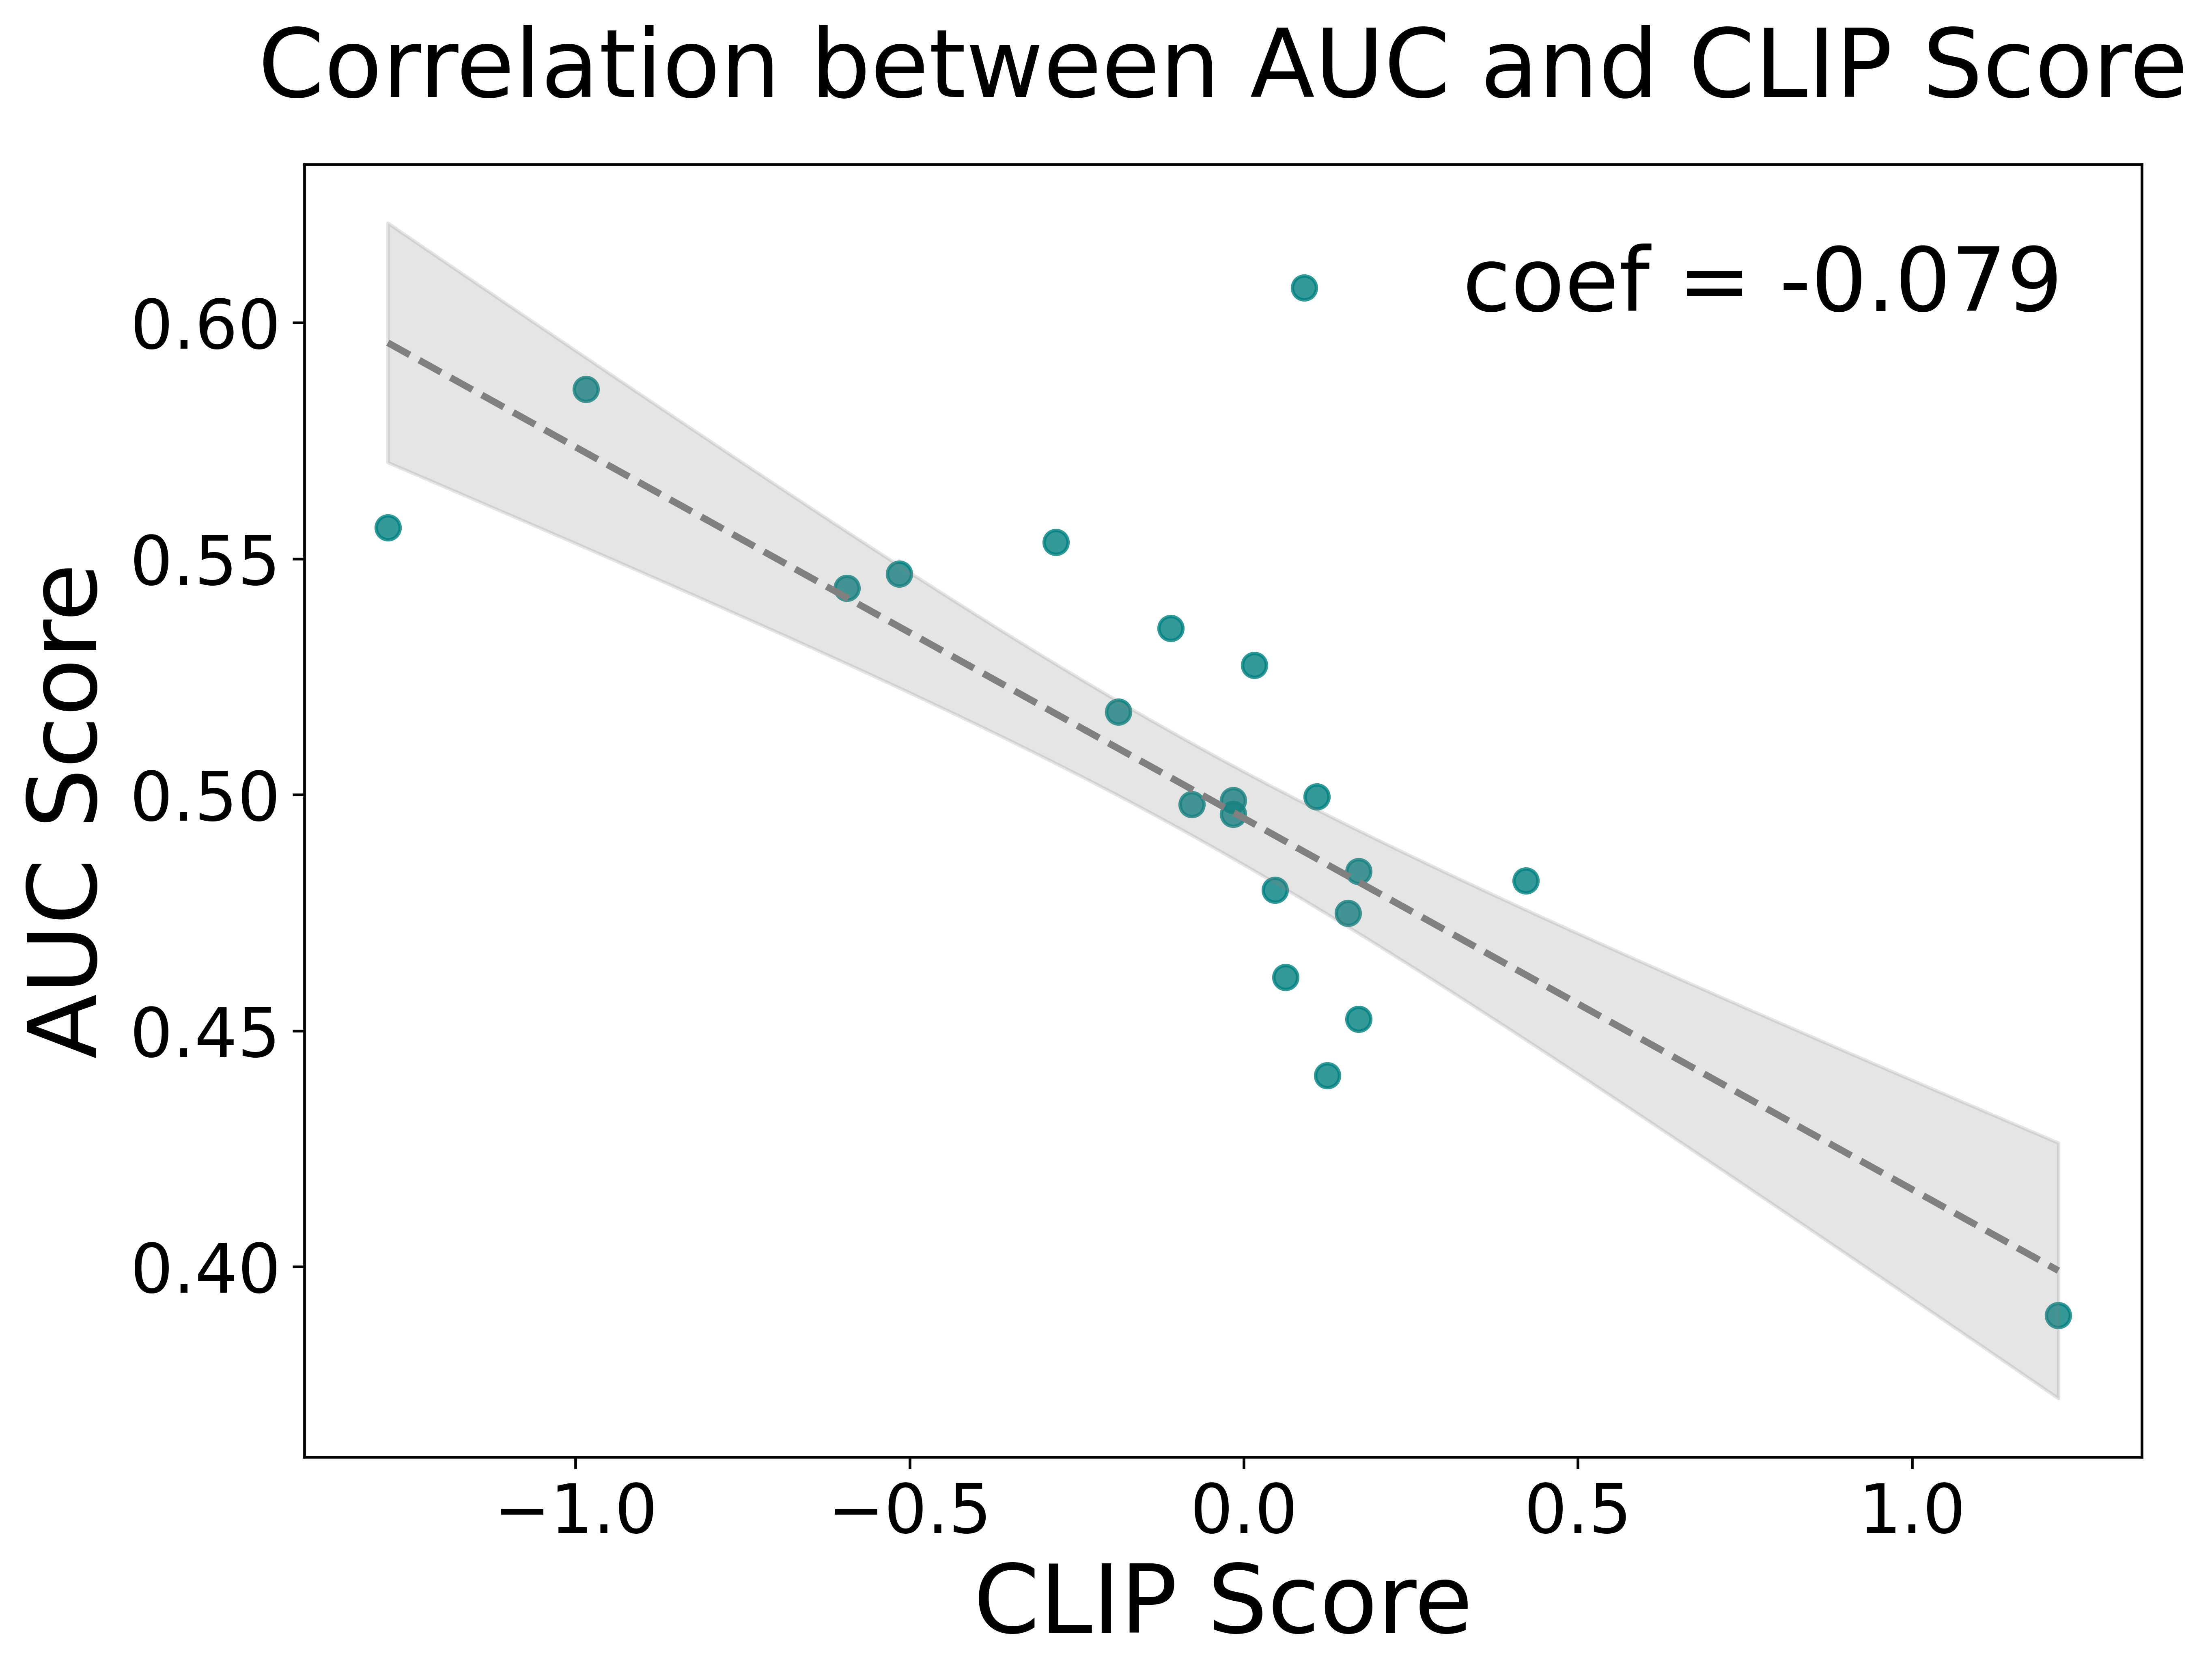 Correlation between AUC and CLIP Score
coef = -0.079
0.60
0.55
0.50
0.45
0.40
AUC Score
−1.0 −0.5 0.0 0.5 1.0
CLIP Score